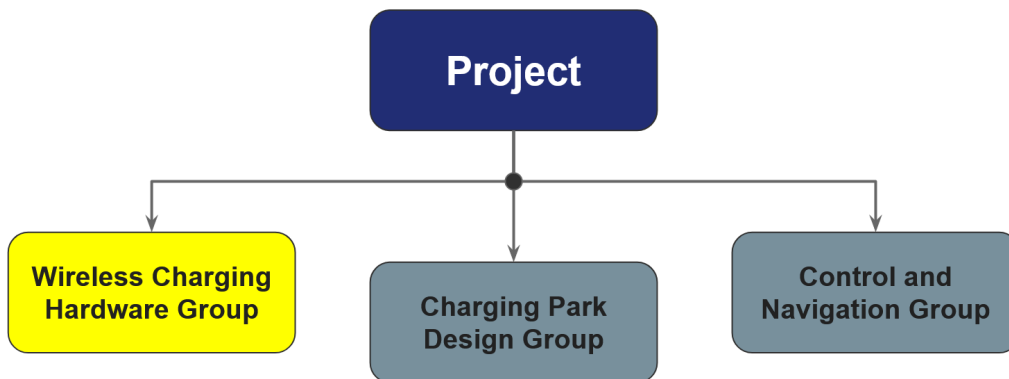 Project
Wireless Charging
Hardware Group
Charging Park
Design Group
Control and
Navigation Group